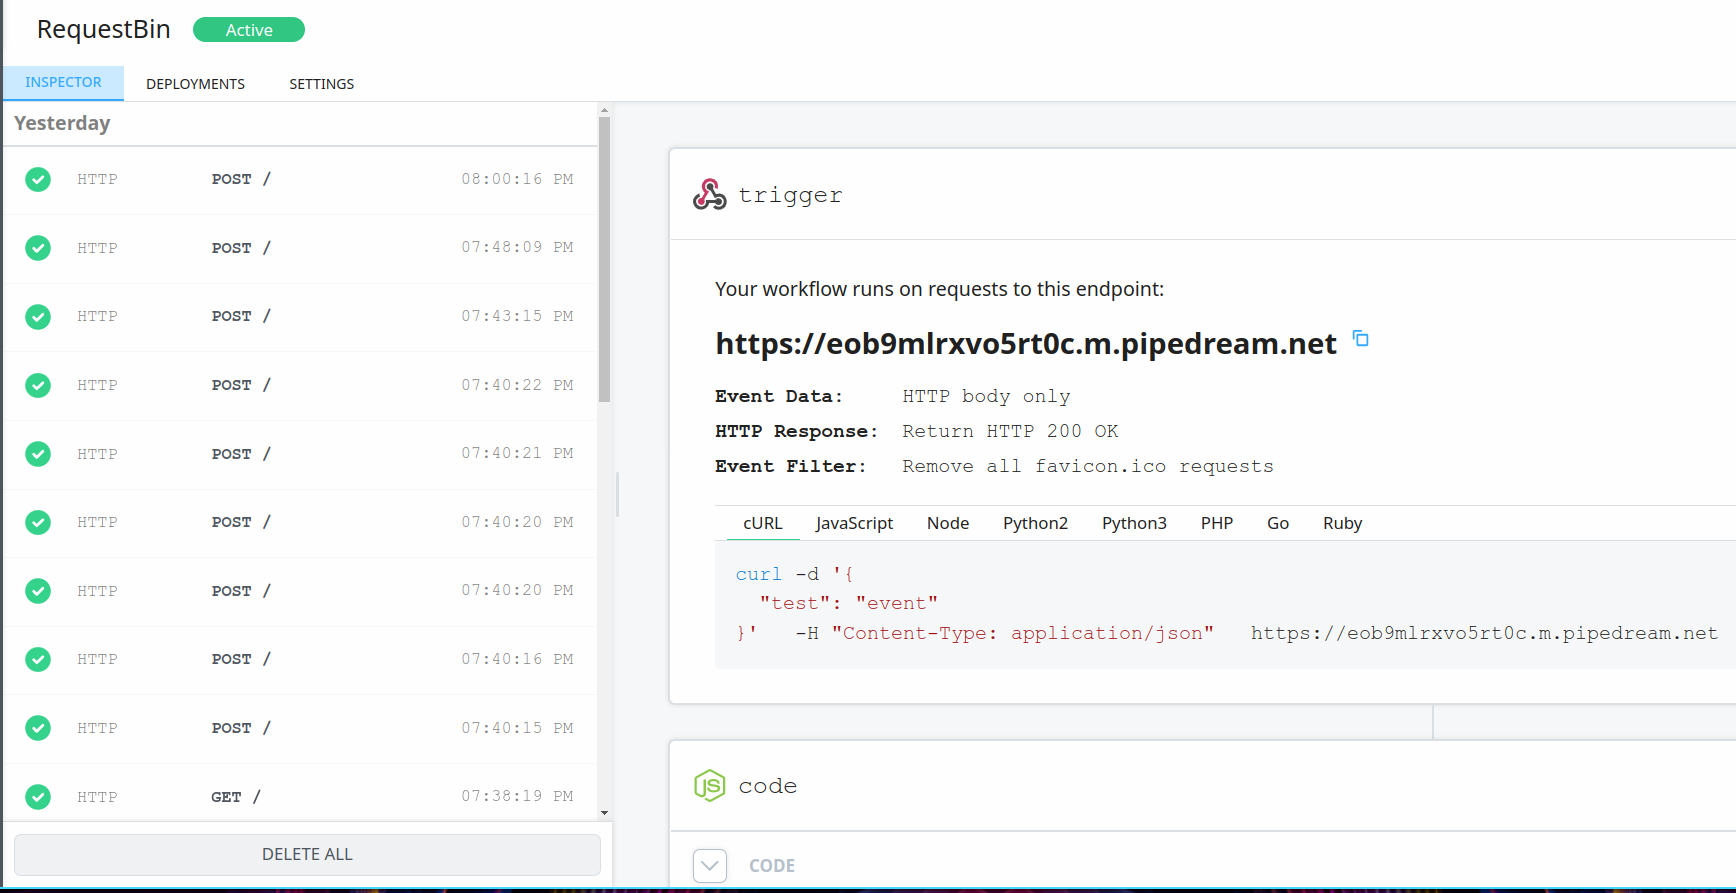 RequestBin Active
INSPECTOR DEPLOYMENTS SETTINGS
Yesterday
HTTP POST / 08:00:16 PM
HTTP POST / 07:48:09 PM
HTTP POST / 07:43:15 PM
HTTP POST / 07:40:22 PM
HTTP POST / 07:40:21 PM
HTTP POST / 07:40:20 PM
HTTP POST / 07:40:20 PM
HTTP POST / 07:40:16 PM
HTTP POST / 07:40:15 PM
HTTP GET / 07:38:19 PM
DELETE ALL
trigger
Your workflow runs on requests to this endpoint:
https://eob9mlrxvo5rt0c.m.pipedream.net
Event Data: HTTP body only
HTTP Response: Return HTTP 200 OK
Event Filter: Remove all favicon.ico requests
cURL JavaScript Node Python2 Python3 PHP Go Ruby
curl -d '{
"test": "event"
}' -H "Content-Type: application/json" https://eob9mlrxvo5rt0c.m.pipedream.net
JS code
CODE